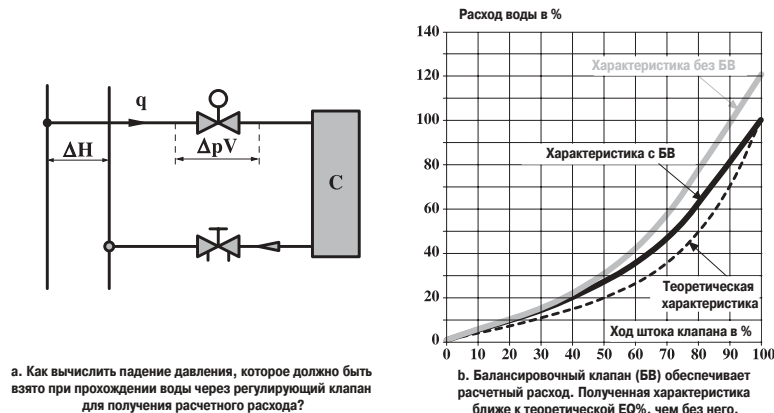 q
ΔH
ΔpV
C
а. Как вычислить падение давления, которое должно быть
взято при прохождении воды через регулирующий клапан
для получения расчетного расхода?
Расход воды в %
140
120
100
80
60
40
20
0
Характеристика без БВ
Характеристика с БВ
Теоретическая
характеристика
Ход штока клапана в %
0 10 20 30 40 50 60 70 80 90 100
b. Балансировочный клапан (БВ) обеспечивает
расчетный расход. Полученная характеристика
ближе к теоретической EQ%, чем без него.